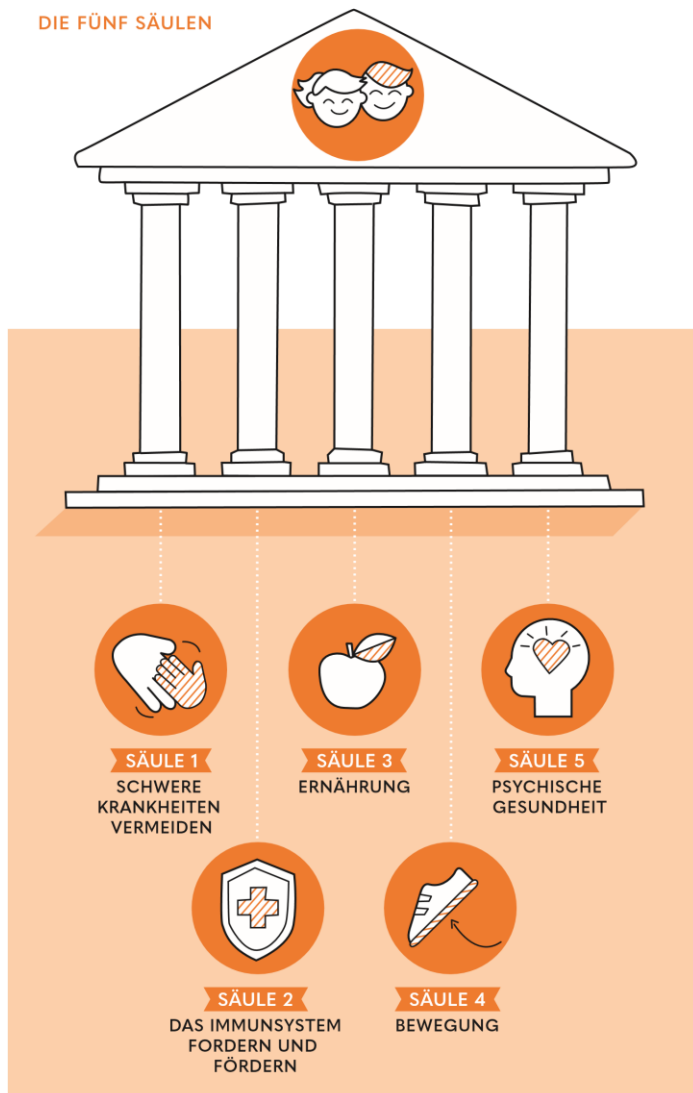 DIE FÜNF SÄULEN
SÄULE 1
SCHWERE
KRANKHEITEN
VERMEIDEN
SÄULE 2
DAS IMMUNSYSTEM
FORDERN UND
FÖRDERN
SÄULE 3
ERNÄHRUNG
SÄULE 4
BEWEGUNG
SÄULE 5
PSYCHISCHE
GESUNDHEIT